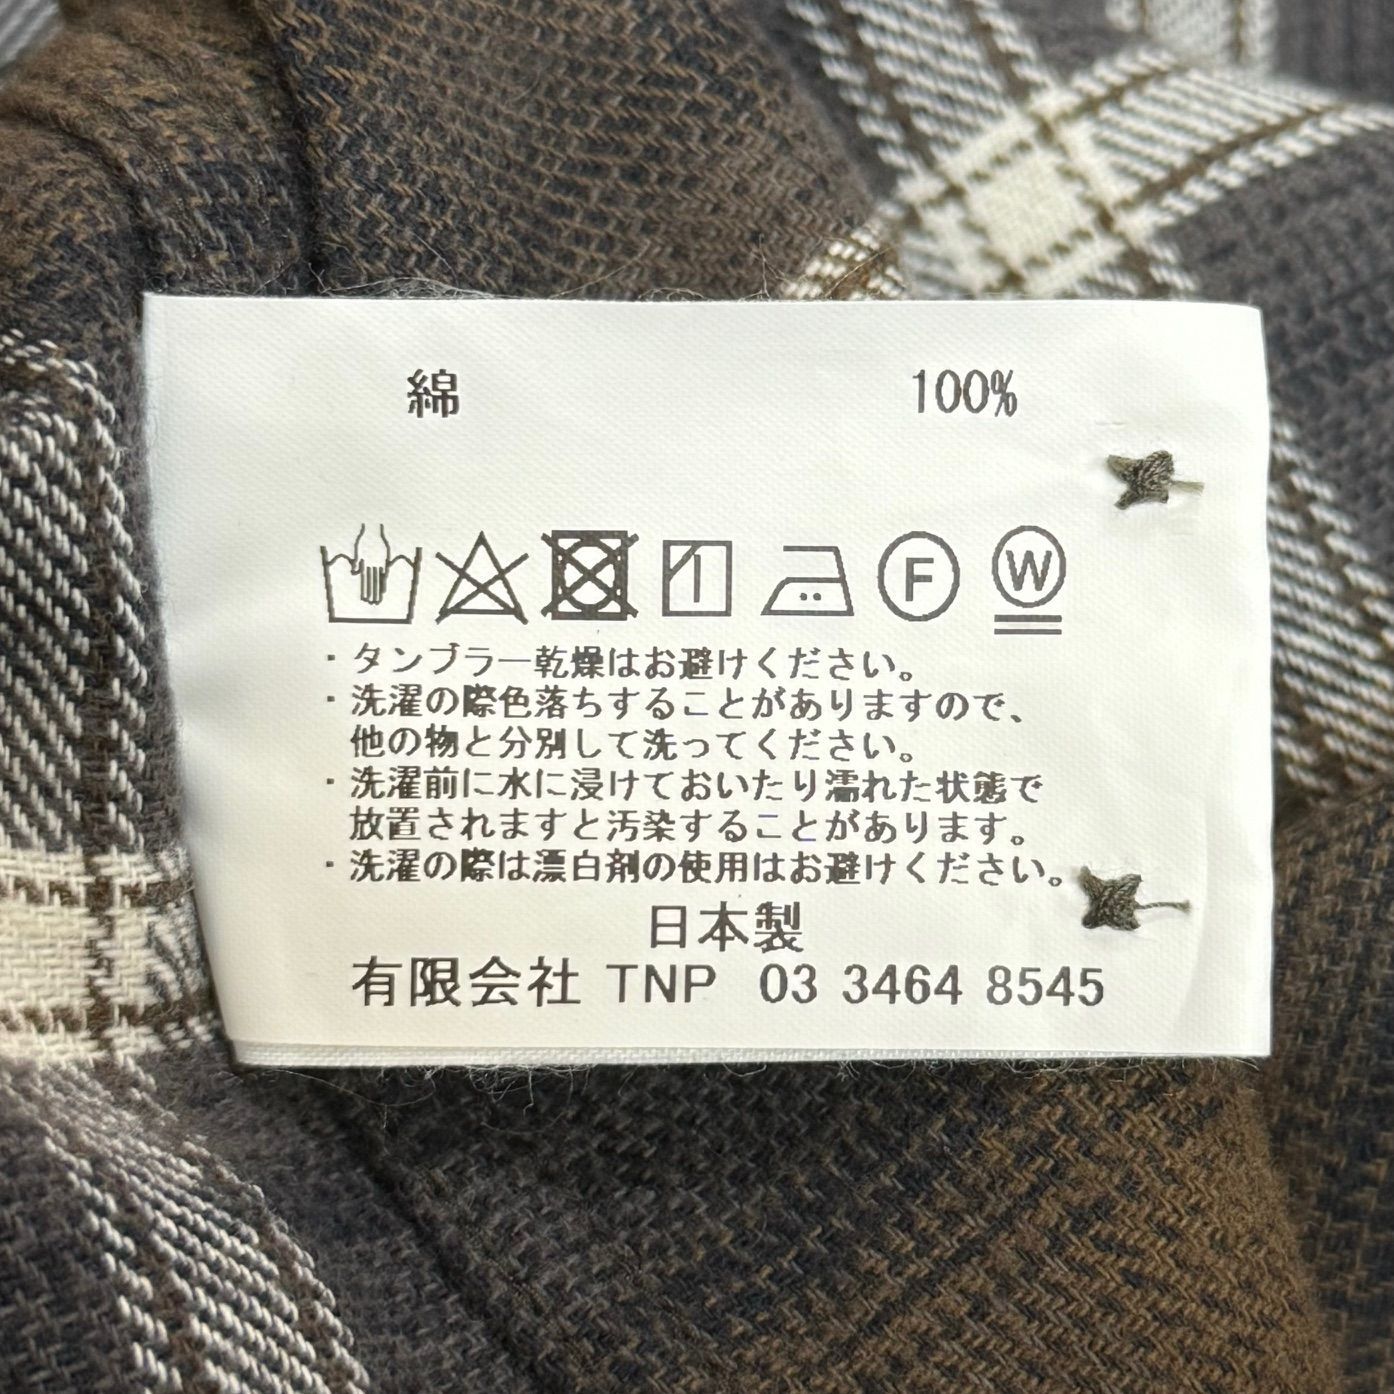 綿 100%
F W
・タンブラー乾燥はお避けください。
・洗濯の際色落ちすることがありますので、
他の物と分別して洗ってください。
・洗濯前に水に浸けておいたり濡れた状態で
放置されますと汚染することがあります。
・洗濯の際は漂白剤の使用はお避けください。
日本製
有限会社 TNP 03 3464 8545